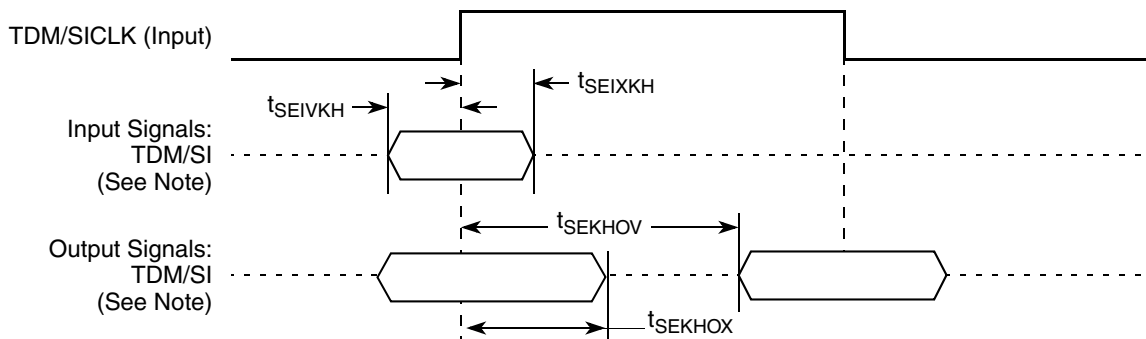 TDM/SICLK (Input)
tSEIXKH
tSEIVKH
Input Signals:
TDM/SI
(See Note)
tSEKHOV
Output Signals:
TDM/SI
(See Note)
tSEKHOX